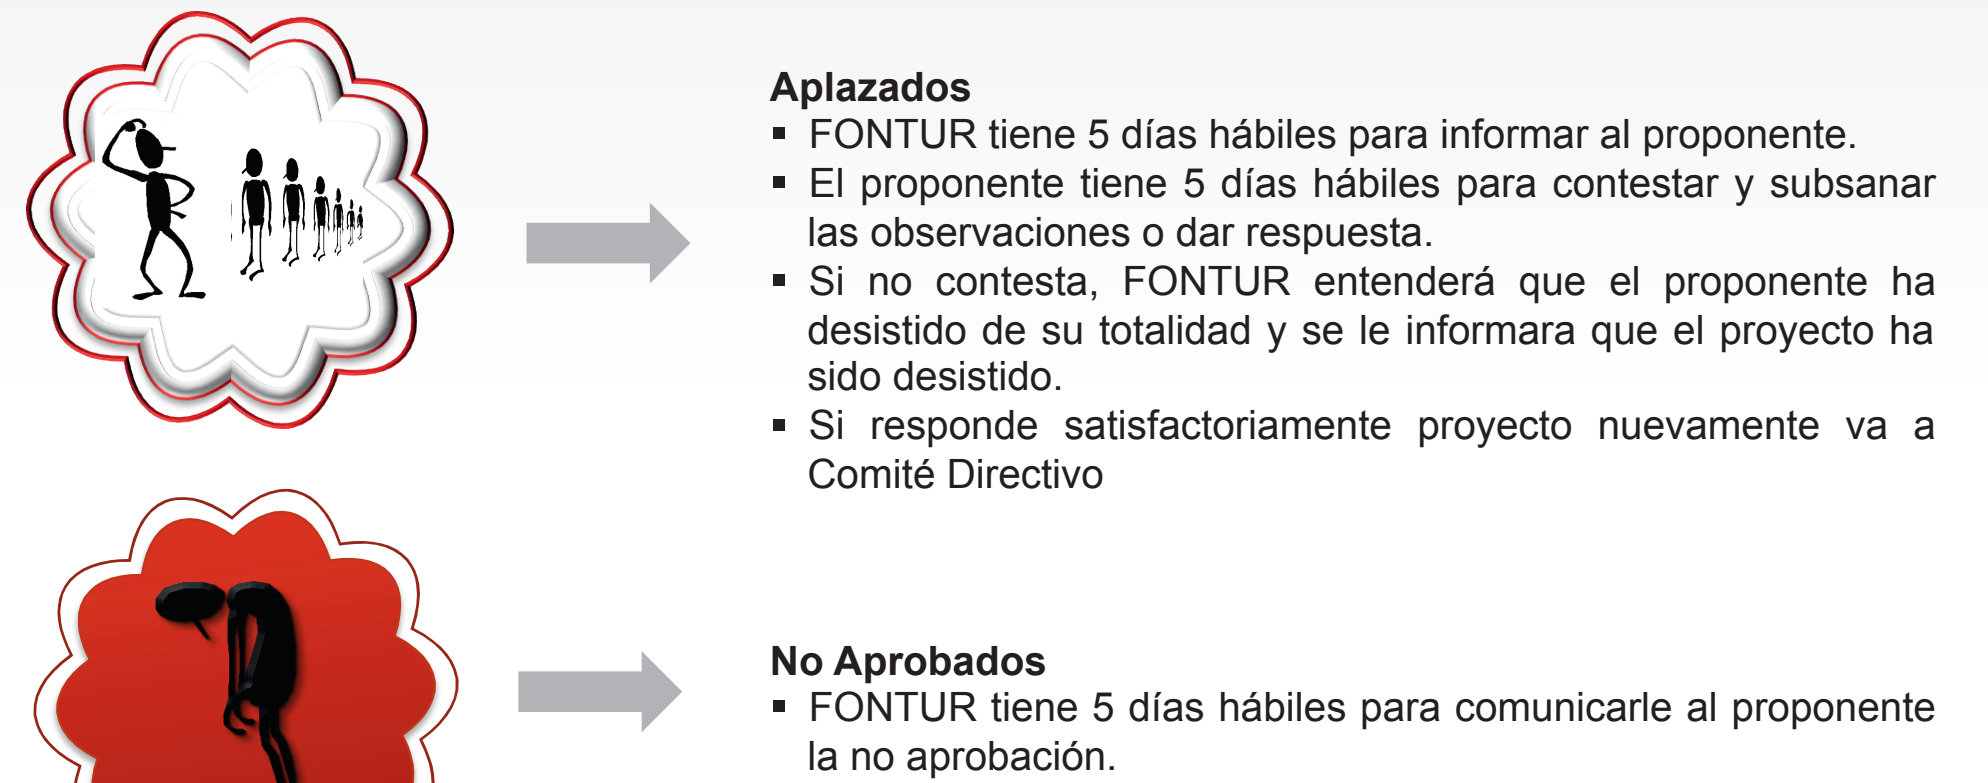 Aplazados
▪ FONTUR tiene 5 días hábiles para informar al proponente.
▪ El proponente tiene 5 días hábiles para contestar y subsanar
las observaciones o dar respuesta.
▪ Si no contesta, FONTUR entenderá que el proponente ha
desistido de su totalidad y se le informara que el proyecto ha
sido desistido.
▪ Si responde satisfactoriamente proyecto nuevamente va a
Comité Directivo
No Aprobados
▪ FONTUR tiene 5 días hábiles para comunicarle al proponente
la no aprobación.